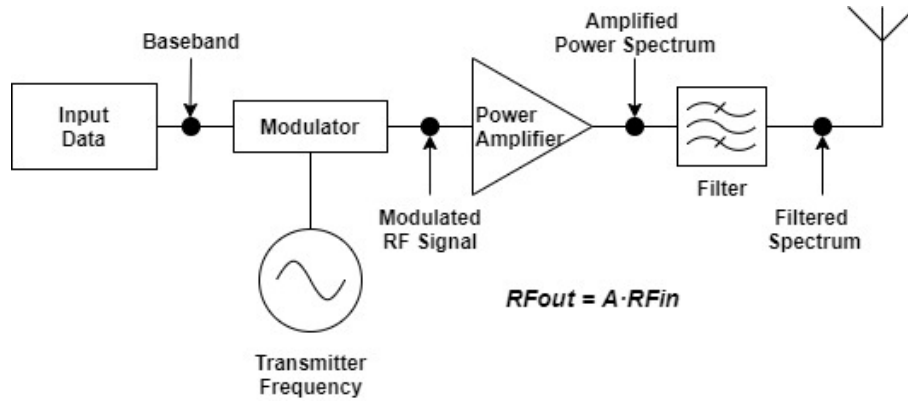 Baseband
Amplified
Power Spectrum
Input
Data
Modulator
Power
Amplifier
Filter
Modulated
RF Signal
Filtered
Spectrum
RFout = A·RFin
Transmitter
Frequency